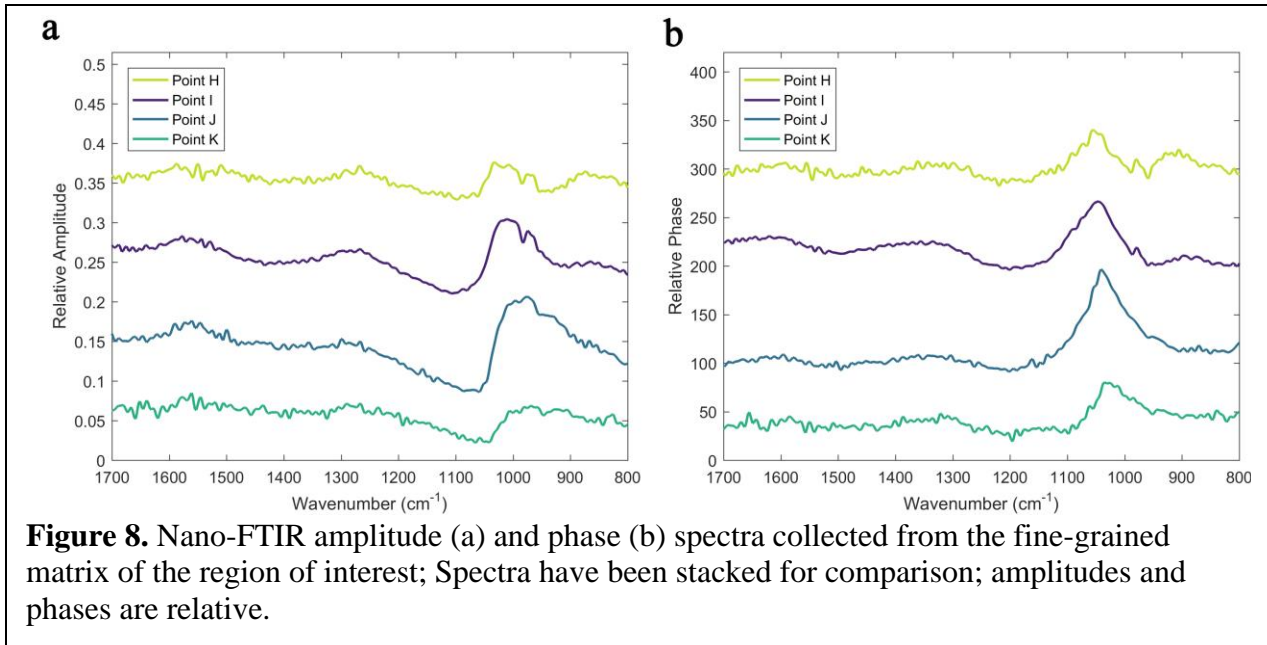 a
0.5
0.45
0.4
0.35
0.3
0.25
0.2
0.15
0.1
0.05
0
Relative Amplitude
Point H
Point I
Point J
Point K
1700 1600 1500 1400 1300 1200 1100 1000 900 800
Wavenumber (cm⁻¹)
b
400
350
300
250
200
150
100
50
0
Relative Phase
Point H
Point I
Point J
Point K
1700 1600 1500 1400 1300 1200 1100 1000 900 800
Wavenumber (cm⁻¹)
Figure 8. Nano-FTIR amplitude (a) and phase (b) spectra collected from the fine-grained
matrix of the region of interest; Spectra have been stacked for comparison; amplitudes and
phases are relative.